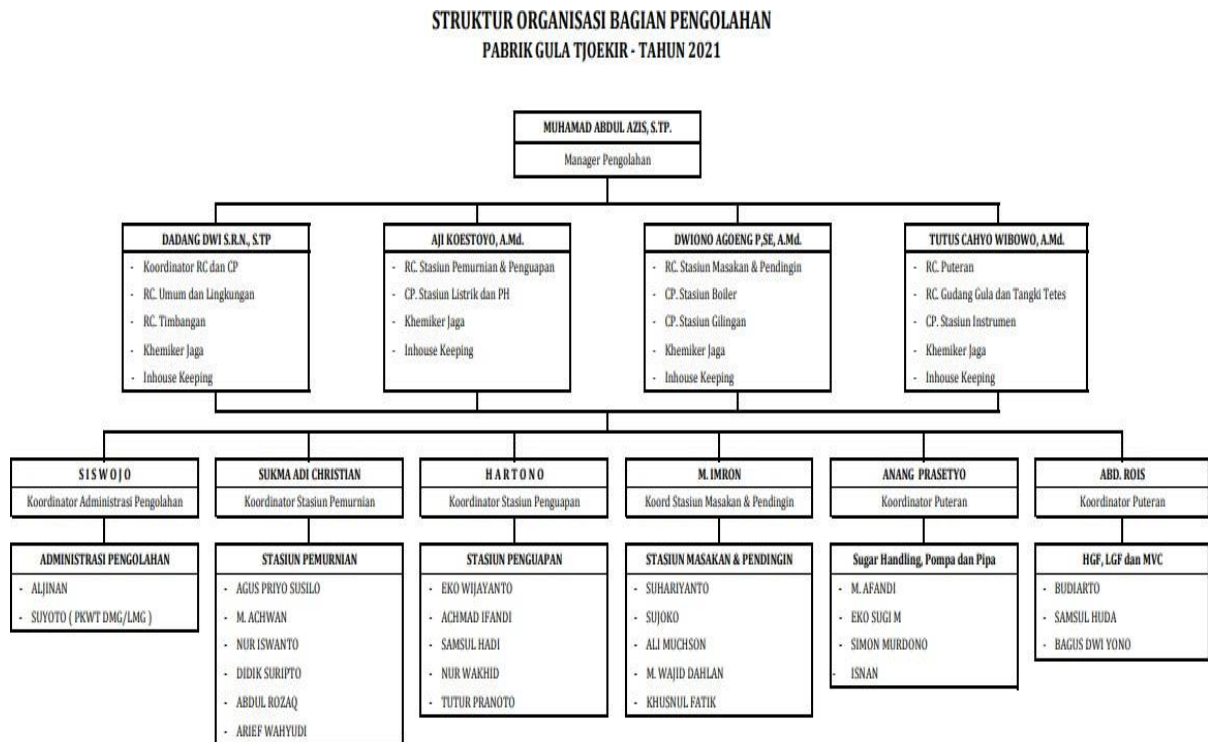 STRUKTUR ORGANISASI BAGIAN PENGOLAHAN
PABRIK GULA TJOEKIR - TAHUN 2021
MUHAMAD ABDUL AZIS, S.TP.
Manager Pengolahan
DADANG DWI S.R.N., S.TP
- Koordinator RC dan CP
- RC. Umum dan Lingkungan
- RC. Timbangan
- Khemiker Jaga
- Inhouse Keeping
AJI KOESTOYO, A.Md.
- RC. Stasiun Pemurnian & Penguapan
- CP. Stasiun Listrik dan PH
- Khemiker Jaga
- Inhouse Keeping
DWIONO AGOENG P,SE, A.Md.
- RC. Stasiun Masakan & Pendingin
- CP. Stasiun Boiler
- CP. Stasiun Gilingan
- Khemiker Jaga
- Inhouse Keeping
TUTUS CAHYO WIBOWO, A.Md.
- RC. Puteran
- RC. Gudang Gula dan Tangki Tetes
- CP. Stasiun Instrumen
- Khemiker Jaga
- Inhouse Keeping
S I S W O J O
Koordinator Administrasi Pengolahan
ADMINISTRASI PENGOLAHAN
- ALJINAN
- SUYOTO ( PKWT DMG/LMG )
SUKMA ADI CHRISTIAN
Koordinator Stasiun Pemurnian
STASIUN PEMURNIAN
- AGUS PRIYO SUSILO
- M. ACHWAN
- NUR ISWANTO
- DIDIK SURIPTO
- ABDUL ROZAQ
- ARIEF WAHYUDI
H A R T O N O
Koordinator Stasiun Penguapan
STASIUN PENGUAPAN
- EKO WIJAYANTO
- ACHMAD IFANDI
- SAMSUL HADI
- NUR WAKHID
- TUTUR PRANOTO
M. IMRON
Koord Stasiun Masakan & Pendingin
STASIUN MASAKAN & PENDINGIN
- SUHARIYANTO
- SUJOKO
- ALI MUCHSON
- M. WAJID DAHLAN
- KHUSNUL FATIK
ANANG PRASETYO
Koordinator Puteran
Sugar Handling, Pompa dan Pipa
- M. AFANDI
- EKO SUGI M
- SIMON MURDONO
- ISNAN
ABD. ROIS
Koordinator Puteran
HGF, LGF dan MVC
- BUDIARTO
- SAMSUL HUDA
- BAGUS DWI YONO